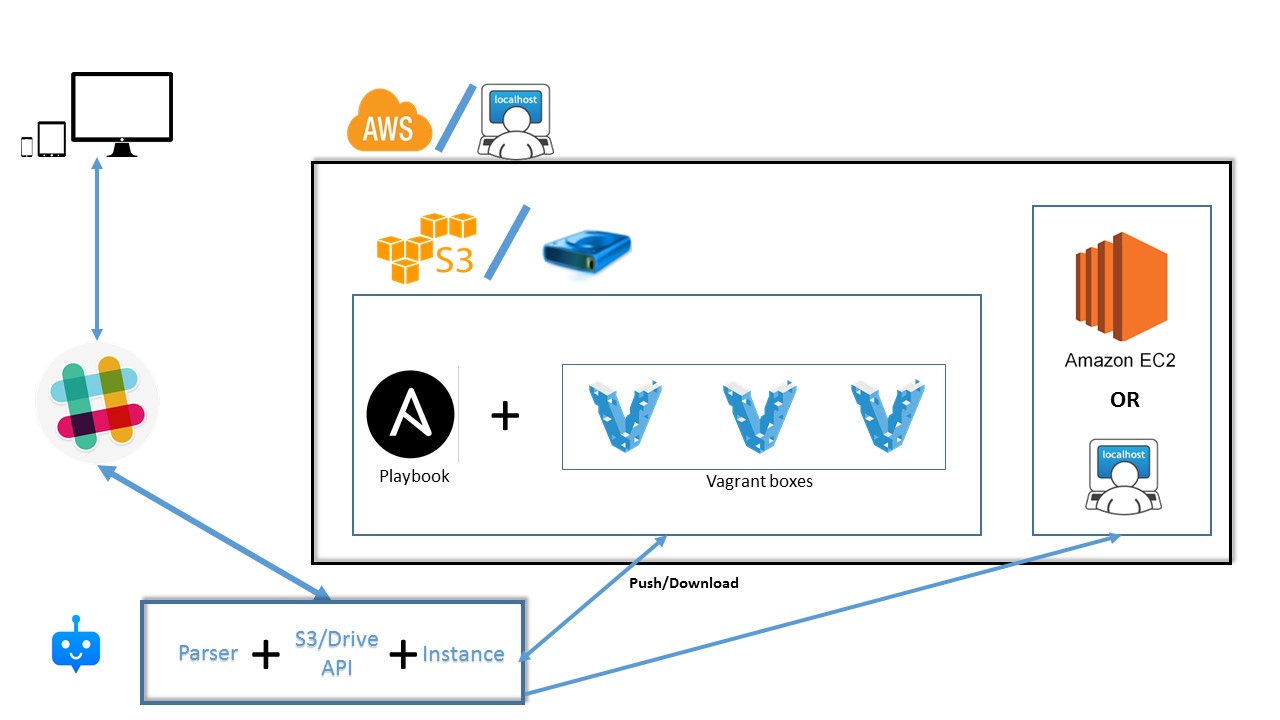 AWS
localhost
S3
Amazon EC2
OR
localhost
Playbook
+
Vagrant boxes
Push/Download
Parser + S3/Drive + Instance
API